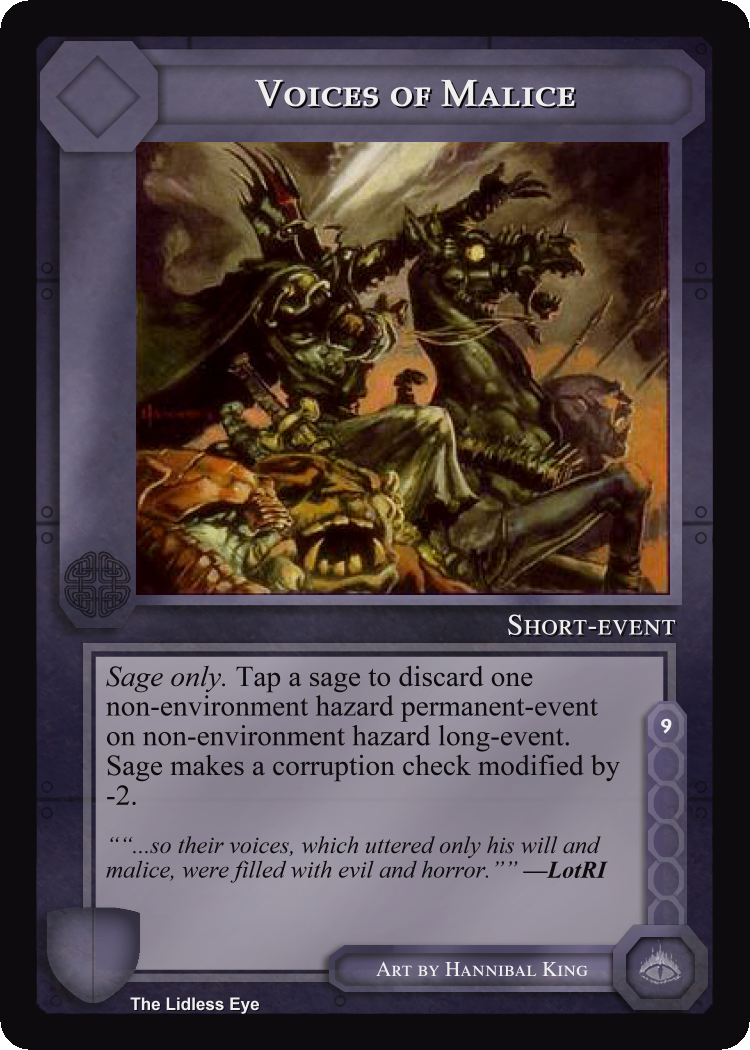 Voices of Malice
Short-event
Sage only. Tap a sage to discard one
non-environment hazard permanent-event
on non-environment hazard long-event.
Sage makes a corruption check modified by
-2.
9
““...so their voices, which uttered only his will and
malice, were filled with evil and horror.”” —LotRI
Art by Hannibal King
The Lidless Eye